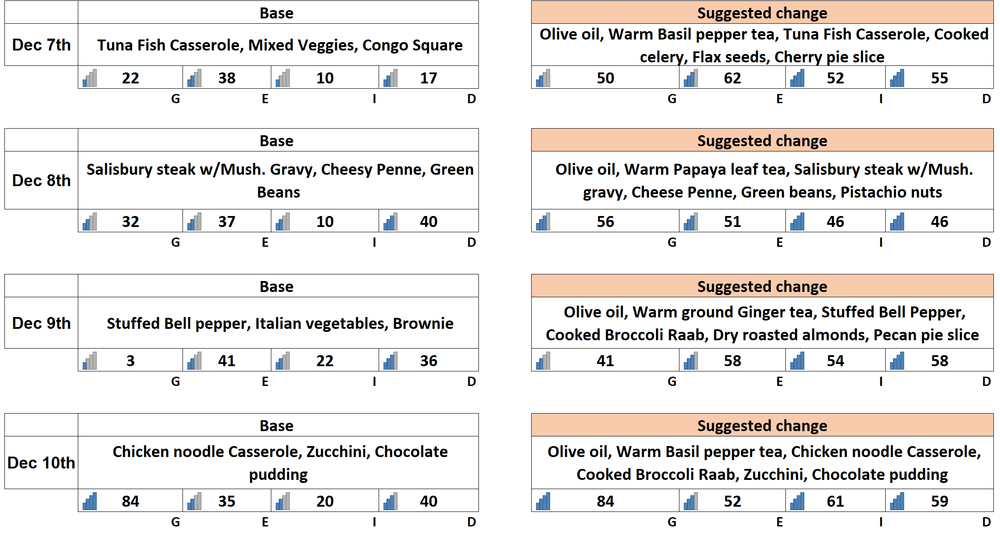 Base
Suggested change
Dec 7th
Tuna Fish Casserole, Mixed Veggies, Congo Square
Olive oil, Warm Basil pepper tea, Tuna Fish Casserole, Cooked
celery, Flax seeds, Cherry pie slice
22 38 10 17
50 62 52 55
G E I D
G E I D
Base
Suggested change
Dec 8th
Salisbury steak w/Mush. Gravy, Cheesy Penne, Green
Beans
Olive oil, Warm Papaya leaf tea, Salisbury steak w/Mush.
gravy, Cheese Penne, Green beans, Pistachio nuts
32 37 10 40
56 51 46 46
G E I D
G E I D
Base
Suggested change
Dec 9th
Stuffed Bell pepper, Italian vegetables, Brownie
Olive oil, Warm ground Ginger tea, Stuffed Bell Pepper,
Cooked Broccoli Raab, Dry roasted almonds, Pecan pie slice
3 41 22 36
41 58 54 58
G E I D
G E I D
Base
Suggested change
Dec 10th
Chicken noodle Casserole, Zucchini, Chocolate
pudding
Olive oil, Warm Basil pepper tea, Chicken noodle Casserole,
Cooked Broccoli Raab, Zucchini, Chocolate pudding
84 35 20 40
84 52 61 59
G E I D
G E I D